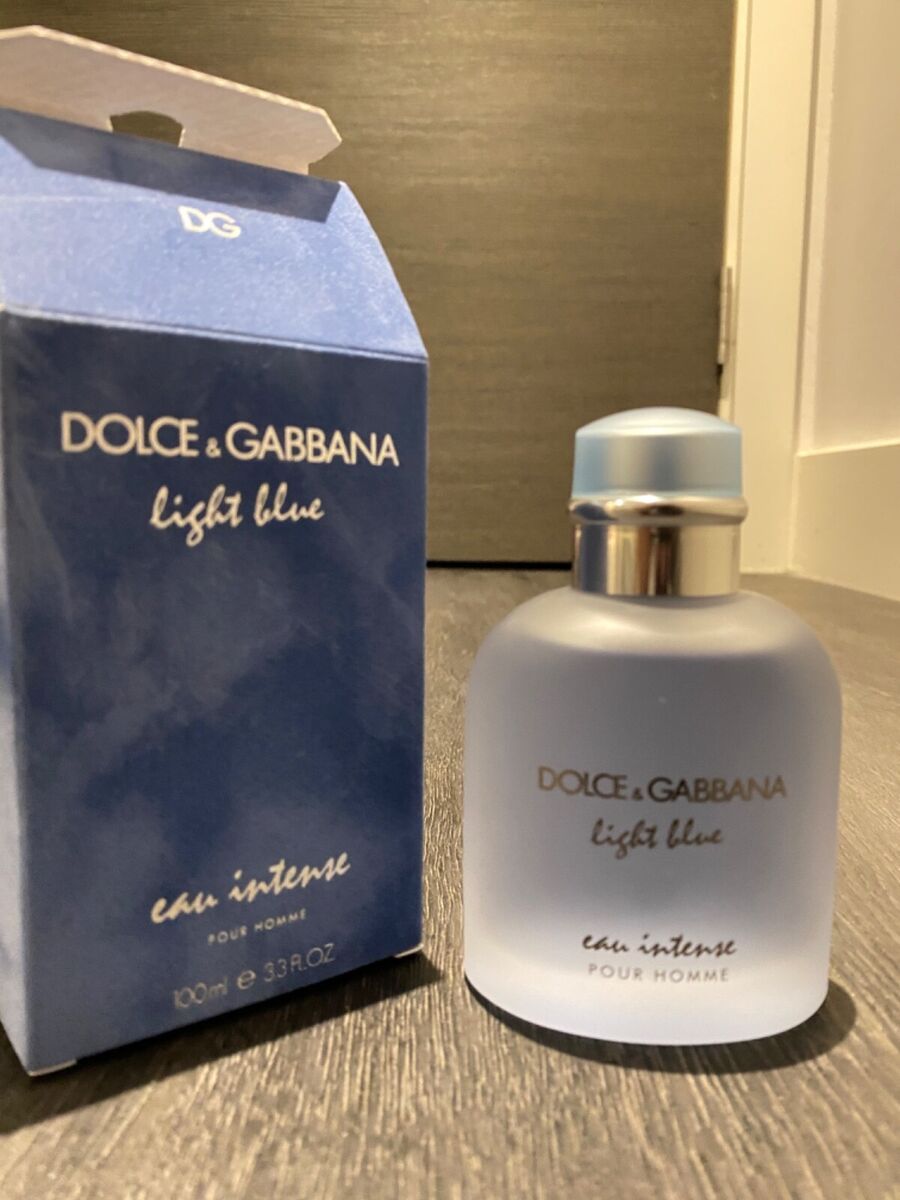 DG
DOLCE & GABBANA
light blue
eau intense
POUR HOMME
100ml e 3.3 FL.OZ
DOLCE & GABBANA
light blue
eau intense
POUR HOMME